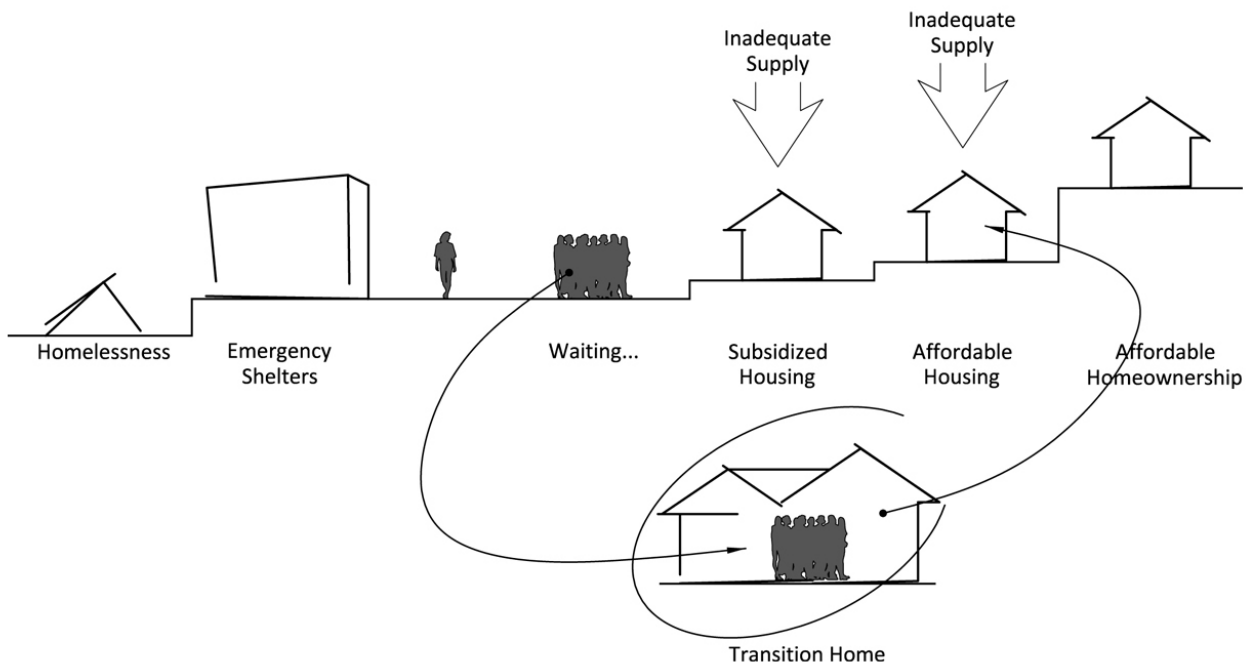 Inadequate
Supply
Inadequate
Supply
Homelessness
Emergency
Shelters
Waiting...
Subsidized
Housing
Affordable
Housing
Affordable
Homeownership
Transition Home